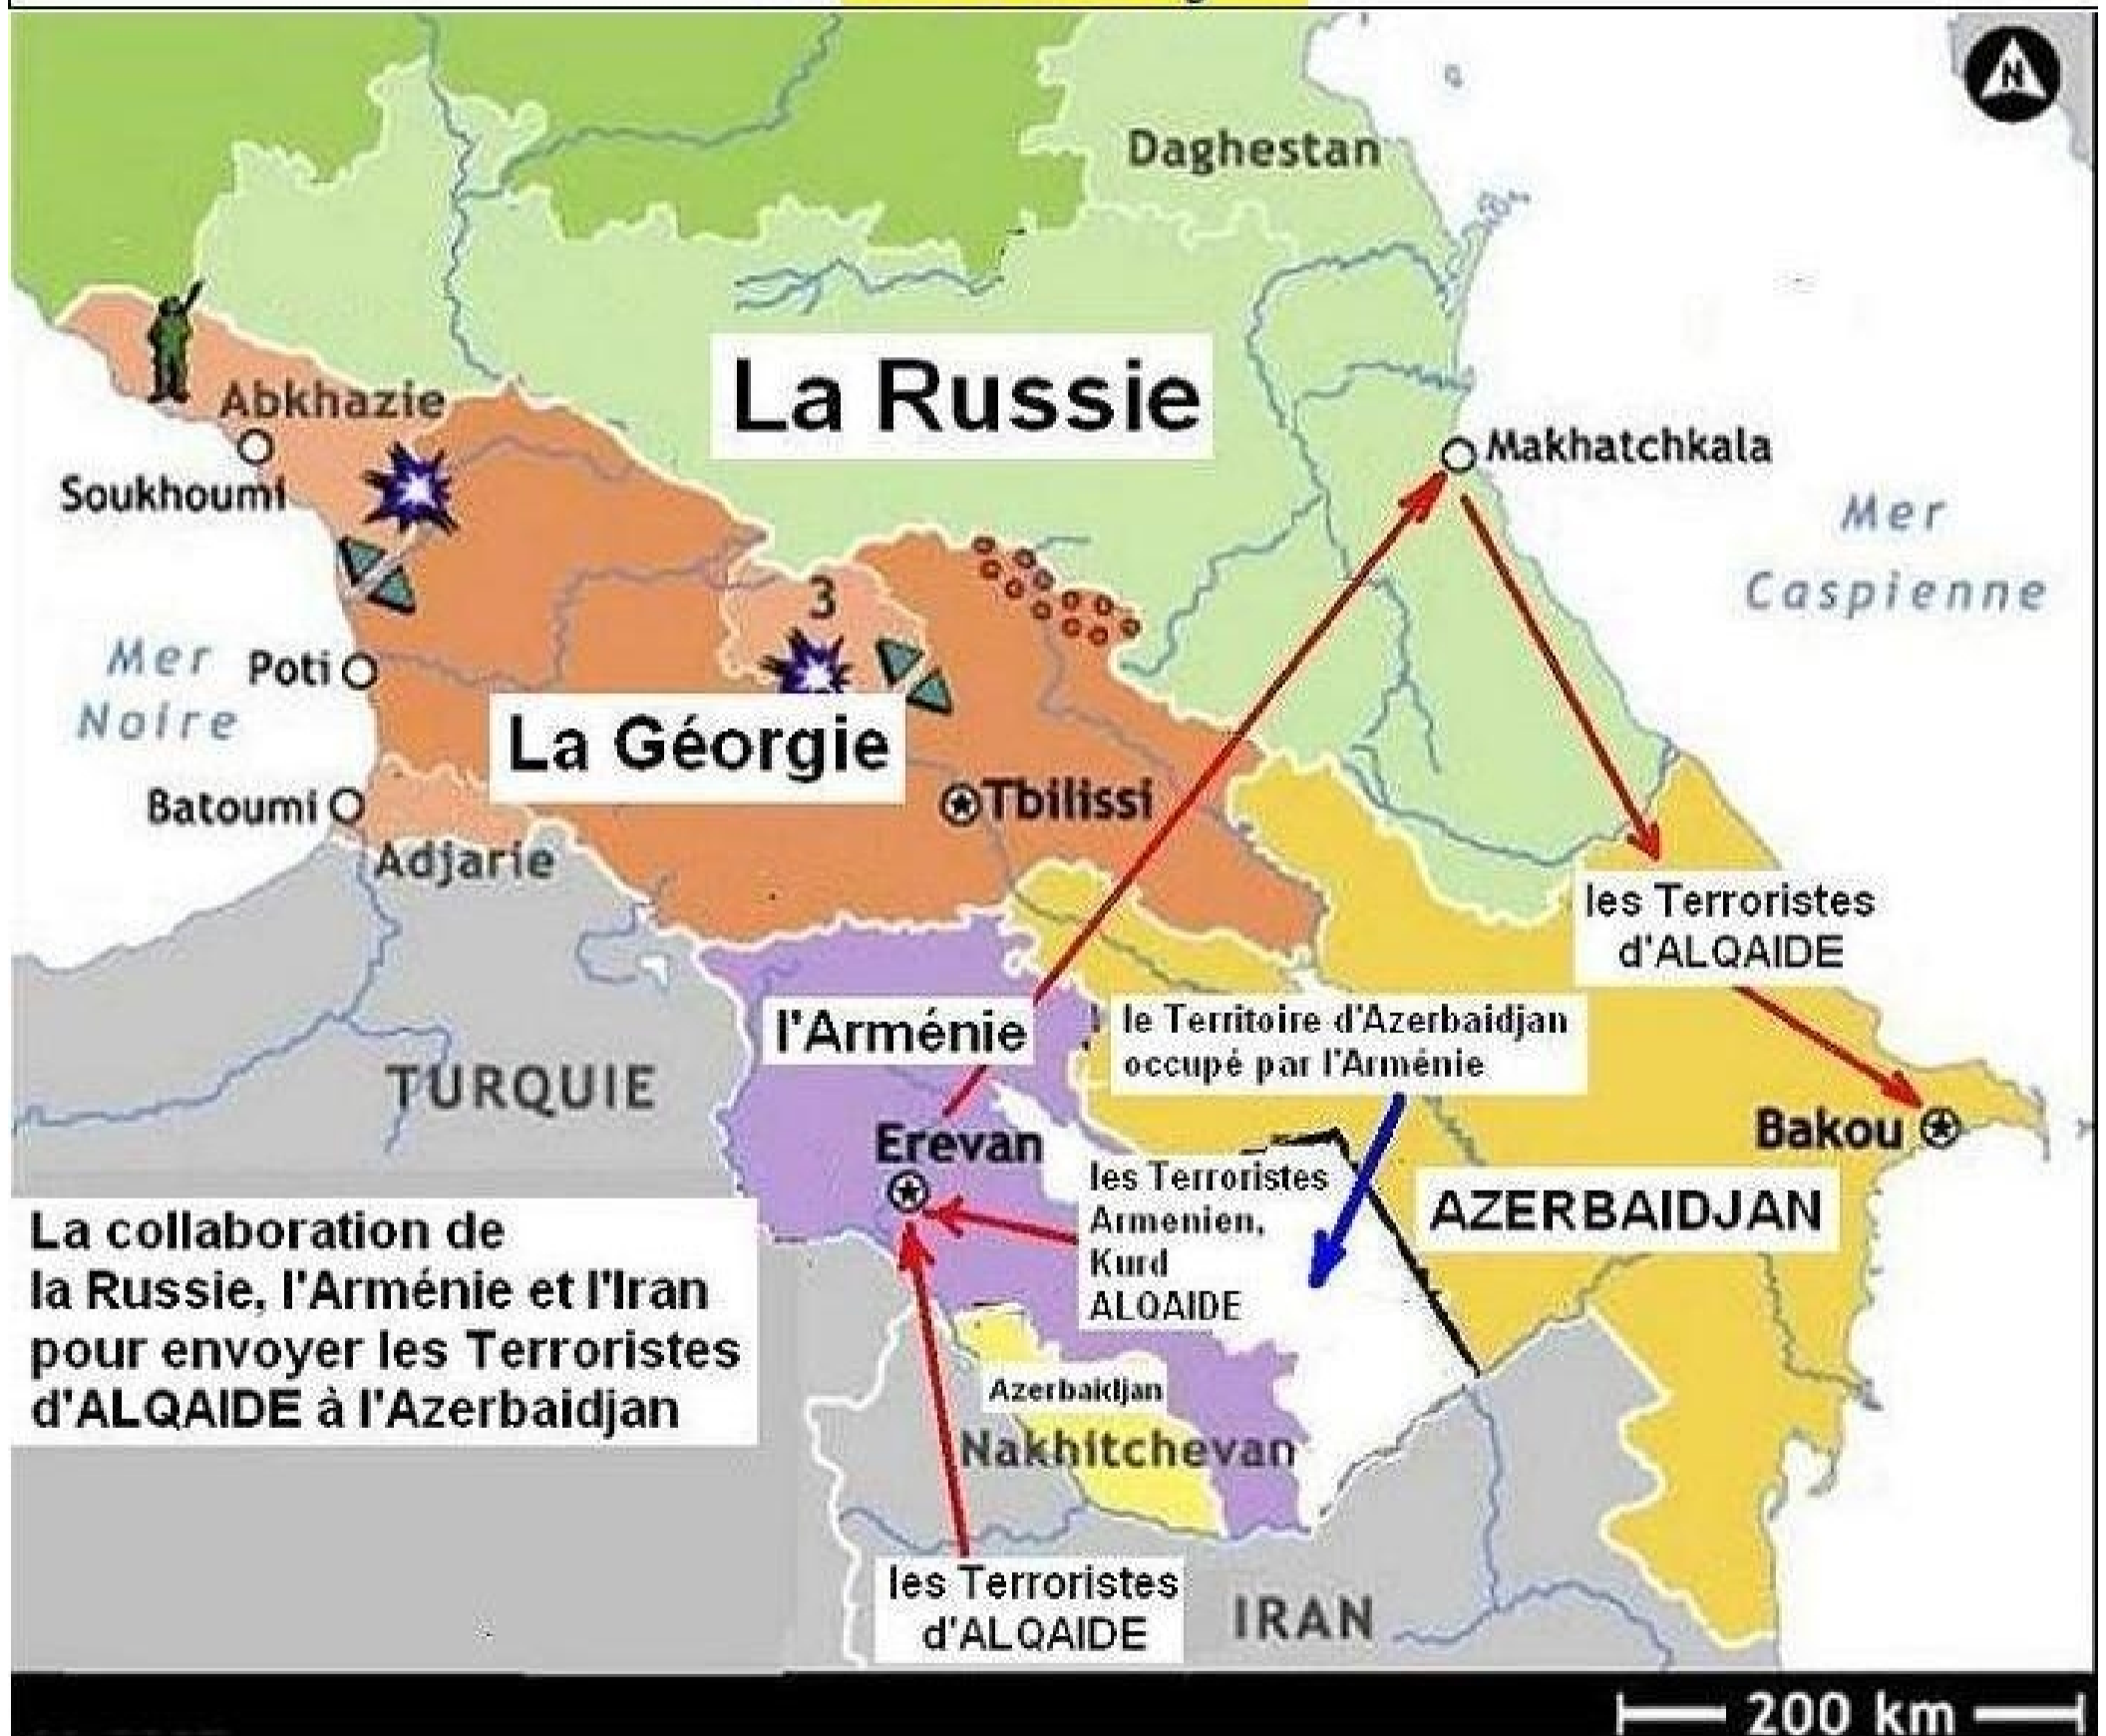 N
Daghestan
La Russie
Abkhazie
Makhatchkala
Soukhoumi
Mer
Caspienne
3
Mer
Noire
Poti
La Géorgie
Tbilissi
Batoumi
Adjarie
les Terroristes
d'ALQAIDE
l'Arménie
le Territoire d'Azerbaidjan
occupé par l'Arménie
TURQUIE
Bakou
Erevan
les Terroristes
Armenien,
Kurd
ALQAIDE
AZERBAIDJAN
La collaboration de
la Russie, l'Arménie et l'Iran
pour envoyer les Terroristes
d'ALQAIDE à l'Azerbaidjan
Azerbaidjan
Nakhitchevan
les Terroristes
d'ALQAIDE
IRAN
200 km